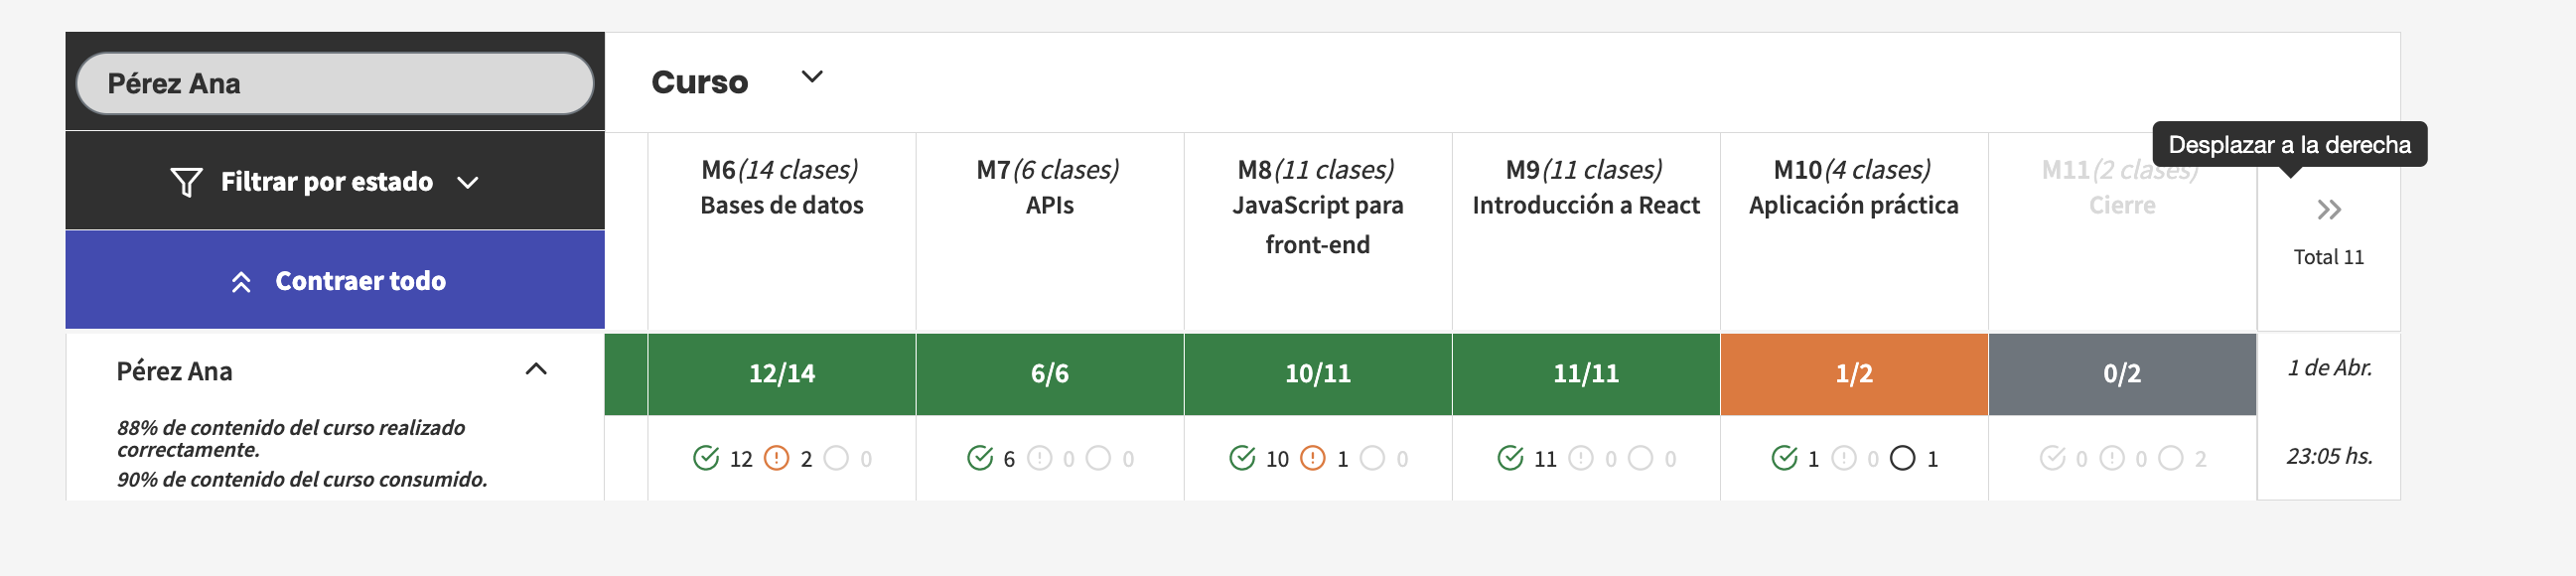 Pérez Ana
Curso
Desplazar a la derecha
Filtrar por estado
Contraer todo
M6(14 clases)
Bases de datos
M7(6 clases)
APIs
M8(11 clases)
JavaScript para
front-end
M9(11 clases)
Introducción a React
M10(4 clases)
Aplicación práctica
M11(2 clases)
Cierre
Total 11
Pérez Ana
12/14
6/6
10/11
11/11
1/2
0/2
1 de Abr.
88% de contenido del curso realizado
correctamente.
90% de contenido del curso consumido.
12 2 0
6 0 0
10 1 0
11 0 0
1 0 1
0 0 2
23:05 hs.